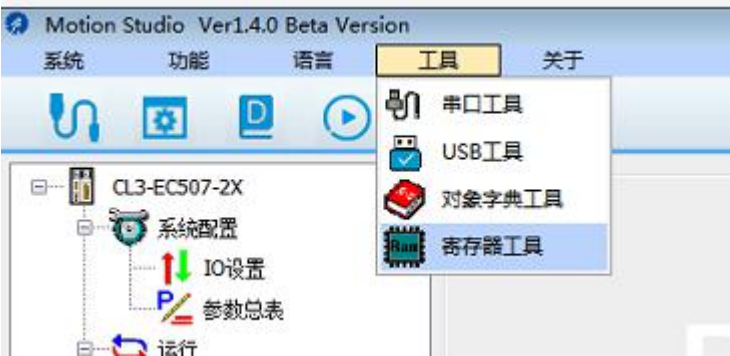 Motion Studio Ver1.4.0 Beta Version
系统 功能 语言 工具 关于
D
串口工具
USB工具
对象字典工具
Ram 寄存器工具
CL3-EC507-2X
系统配置
IO设置
P 参数总表
运行